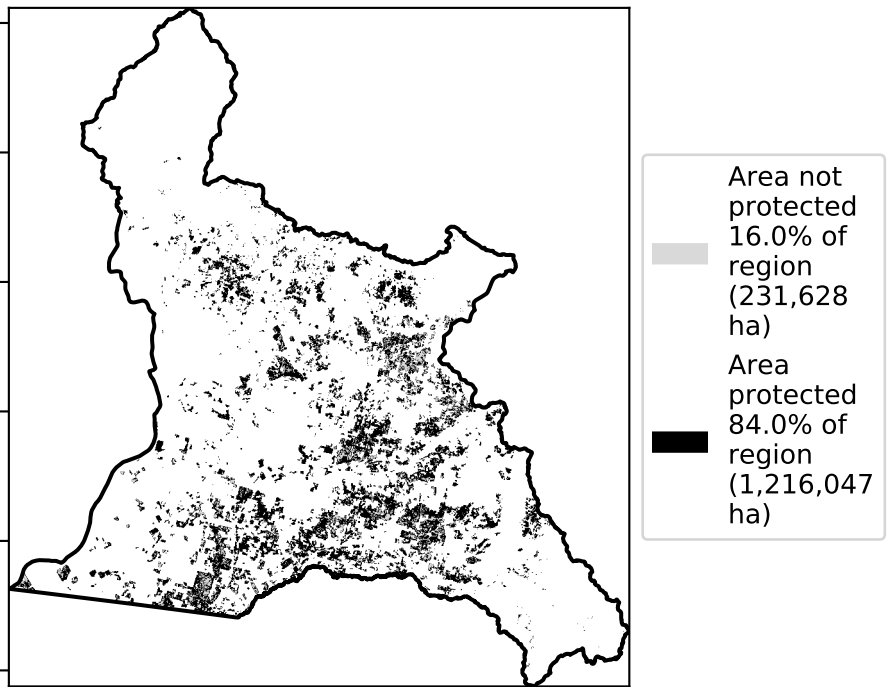 Area not
protected
16.0% of
region
(231,628
ha)
Area
protected
84.0% of
region
(1,216,047
ha)